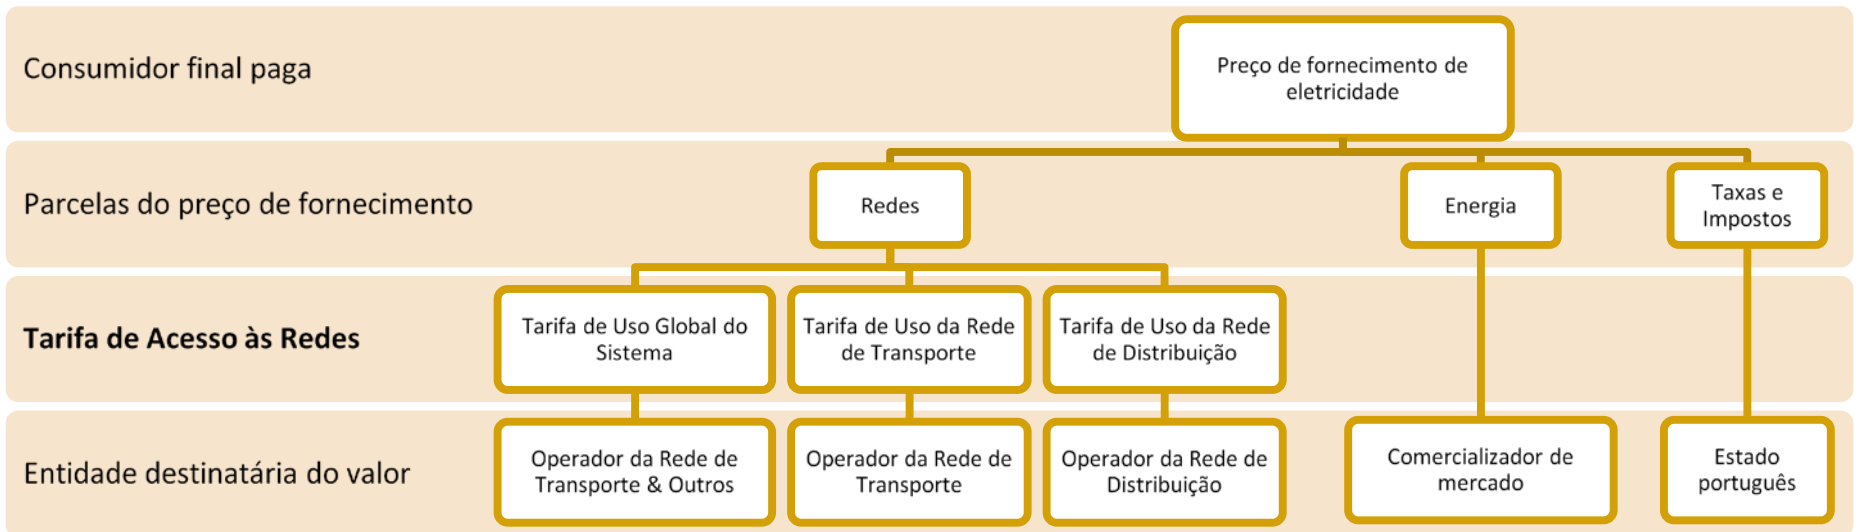 Consumidor final paga
Preço de fornecimento de
eletricidade
Parcelas do preço de fornecimento
Redes
Energia
Taxas e
Impostos
Tarifa de Acesso às Redes
Tarifa de Uso Global do
Sistema
Tarifa de Uso da Rede
de Transporte
Tarifa de Uso da Rede
de Distribuição
Entidade destinatária do valor
Operador da Rede de
Transporte & Outros
Operador da Rede de
Transporte
Operador da Rede de
Distribuição
Comercializador de
mercado
Estado
português